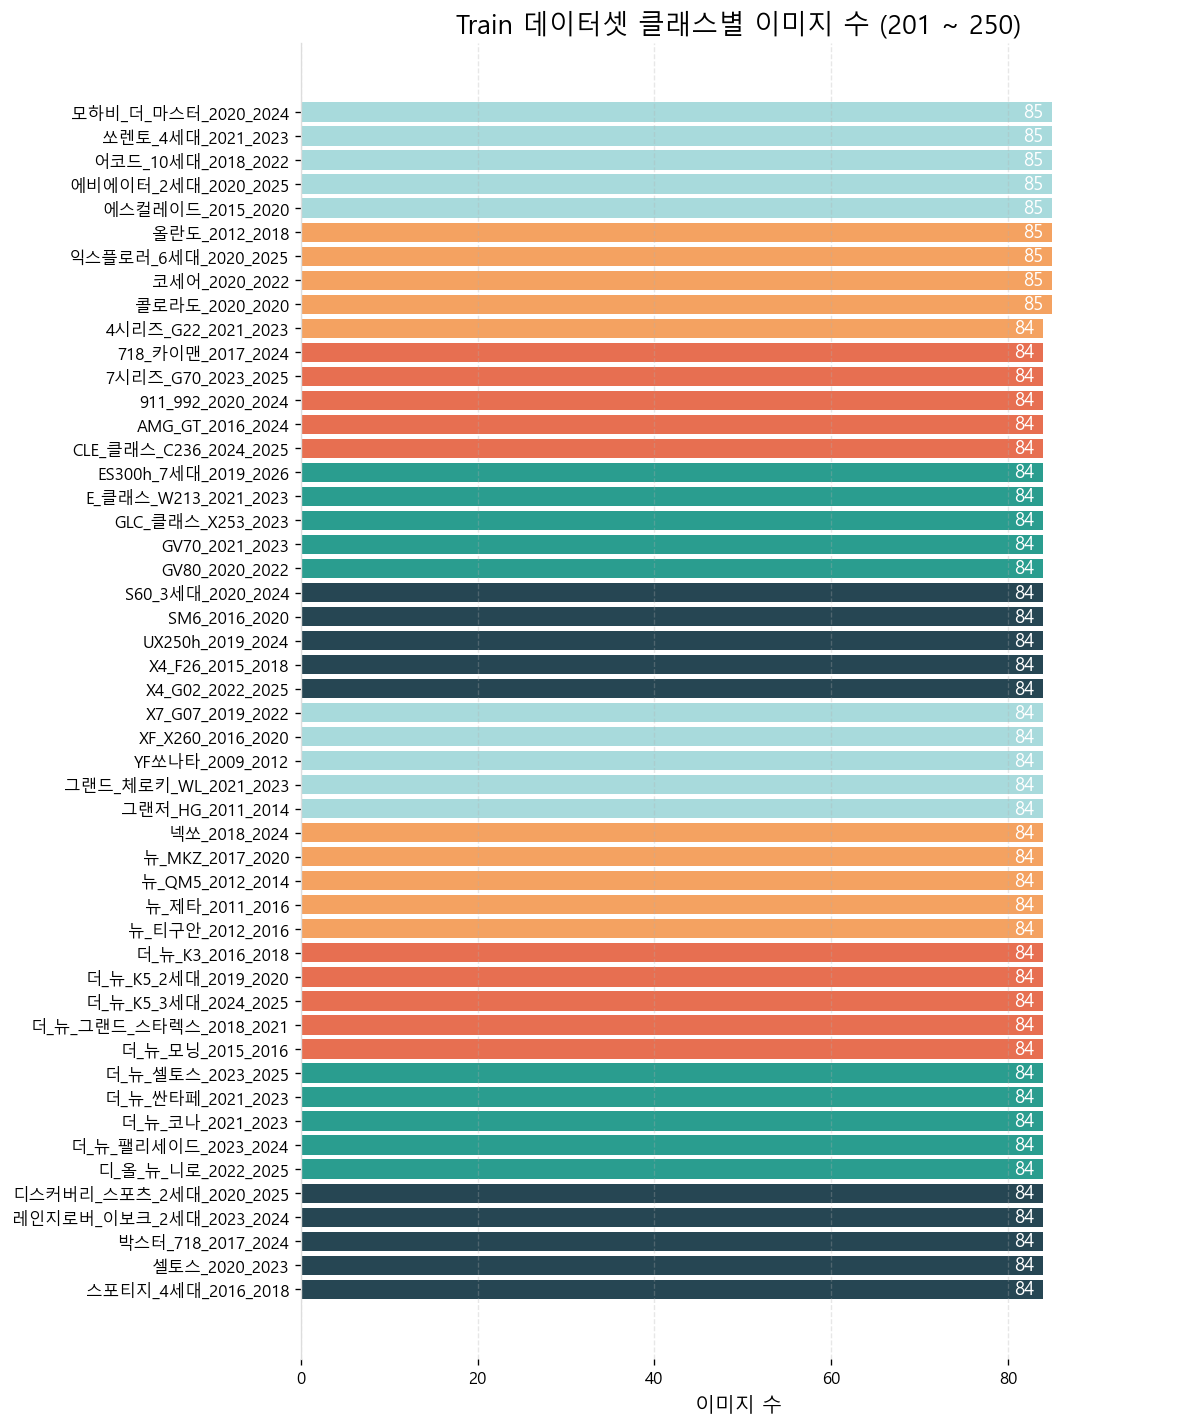 Train 데이터셋 클래스별 이미지 수 (201 ~ 250)
모하비_더_마스터_2020_2024 85
쏘렌토_4세대_2021_2023 85
어코드_10세대_2018_2022 85
에비에이터_2세대_2020_2025 85
에스컬레이드_2015_2020 85
올란도_2012_2018 85
익스플로러_6세대_2020_2025 85
코세어_2020_2022 85
콜로라도_2020_2020 85
4시리즈_G22_2021_2023 84
718_카이맨_2017_2024 84
7시리즈_G70_2023_2025 84
911_992_2020_2024 84
AMG_GT_2016_2024 84
CLE_클래스_C236_2024_2025 84
ES300h_7세대_2019_2026 84
E_클래스_W213_2021_2023 84
GLC_클래스_X253_2023 84
GV70_2021_2023 84
GV80_2020_2022 84
S60_3세대_2020_2024 84
SM6_2016_2020 84
UX250h_2019_2024 84
X4_F26_2015_2018 84
X4_G02_2022_2025 84
X7_G07_2019_2022 84
XF_X260_2016_2020 84
YF쏘나타_2009_2012 84
그랜드_체로키_WL_2021_2023 84
그랜저_HG_2011_2014 84
넥쏘_2018_2024 84
뉴_MKZ_2017_2020 84
뉴_QM5_2012_2014 84
뉴_제타_2011_2016 84
뉴_티구안_2012_2016 84
더_뉴_K3_2016_2018 84
더_뉴_K5_2세대_2019_2020 84
더_뉴_K5_3세대_2024_2025 84
더_뉴_그랜드_스타렉스_2018_2021 84
더_뉴_모닝_2015_2016 84
더_뉴_셀토스_2023_2025 84
더_뉴_싼타페_2021_2023 84
더_뉴_코나_2021_2023 84
더_뉴_팰리세이드_2023_2024 84
디_올_뉴_니로_2022_2025 84
디스커버리_스포츠_2세대_2020_2025 84
레인지로버_이보크_2세대_2023_2024 84
박스터_718_2017_2024 84
셀토스_2020_2023 84
스포티지_4세대_2016_2018 84
0 20 40 60 80
이미지 수